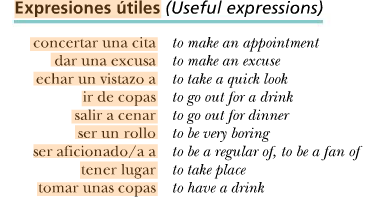 Expresiones útiles (Useful expressions)
concertar una cita to make an appointment
dar una excusa to make an excuse
echar un vistazo a to take a quick look
ir de copas to go out for a drink
salir a cenar to go out for dinner
ser un rollo to be very boring
ser aficionado/a a to be a regular of, to be a fan of
tener lugar to take place
tomar unas copas to have a drink